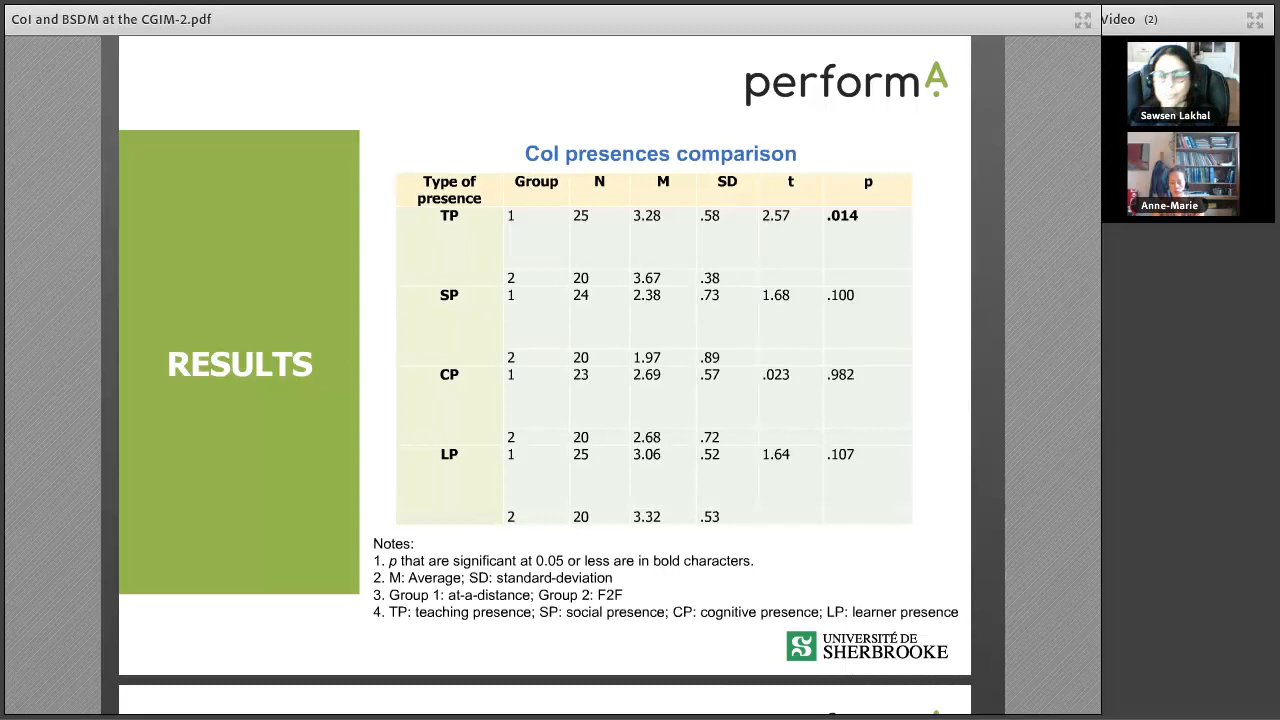 CoI and BSDM at the CGIM-2.pdf
Video (2)
Sawsen Lakhal
Anne-Marie
performA
RESULTS
CoI presences comparison
Type of presence Group N M SD t p
TP 1 25 3.28 .58 2.57 .014
2 20 3.67 .38
SP 1 24 2.38 .73 1.68 .100
2 20 1.97 .89
CP 1 23 2.69 .57 .023 .982
2 20 2.68 .72
LP 1 25 3.06 .52 1.64 .107
2 20 3.32 .53
Notes:
1. p that are significant at 0.05 or less are in bold characters.
2. M: Average; SD: standard-deviation
3. Group 1: at-a-distance; Group 2: F2F
4. TP: teaching presence; SP: social presence; CP: cognitive presence; LP: learner presence
UNIVERSITÉ DE
SHERBROOKE